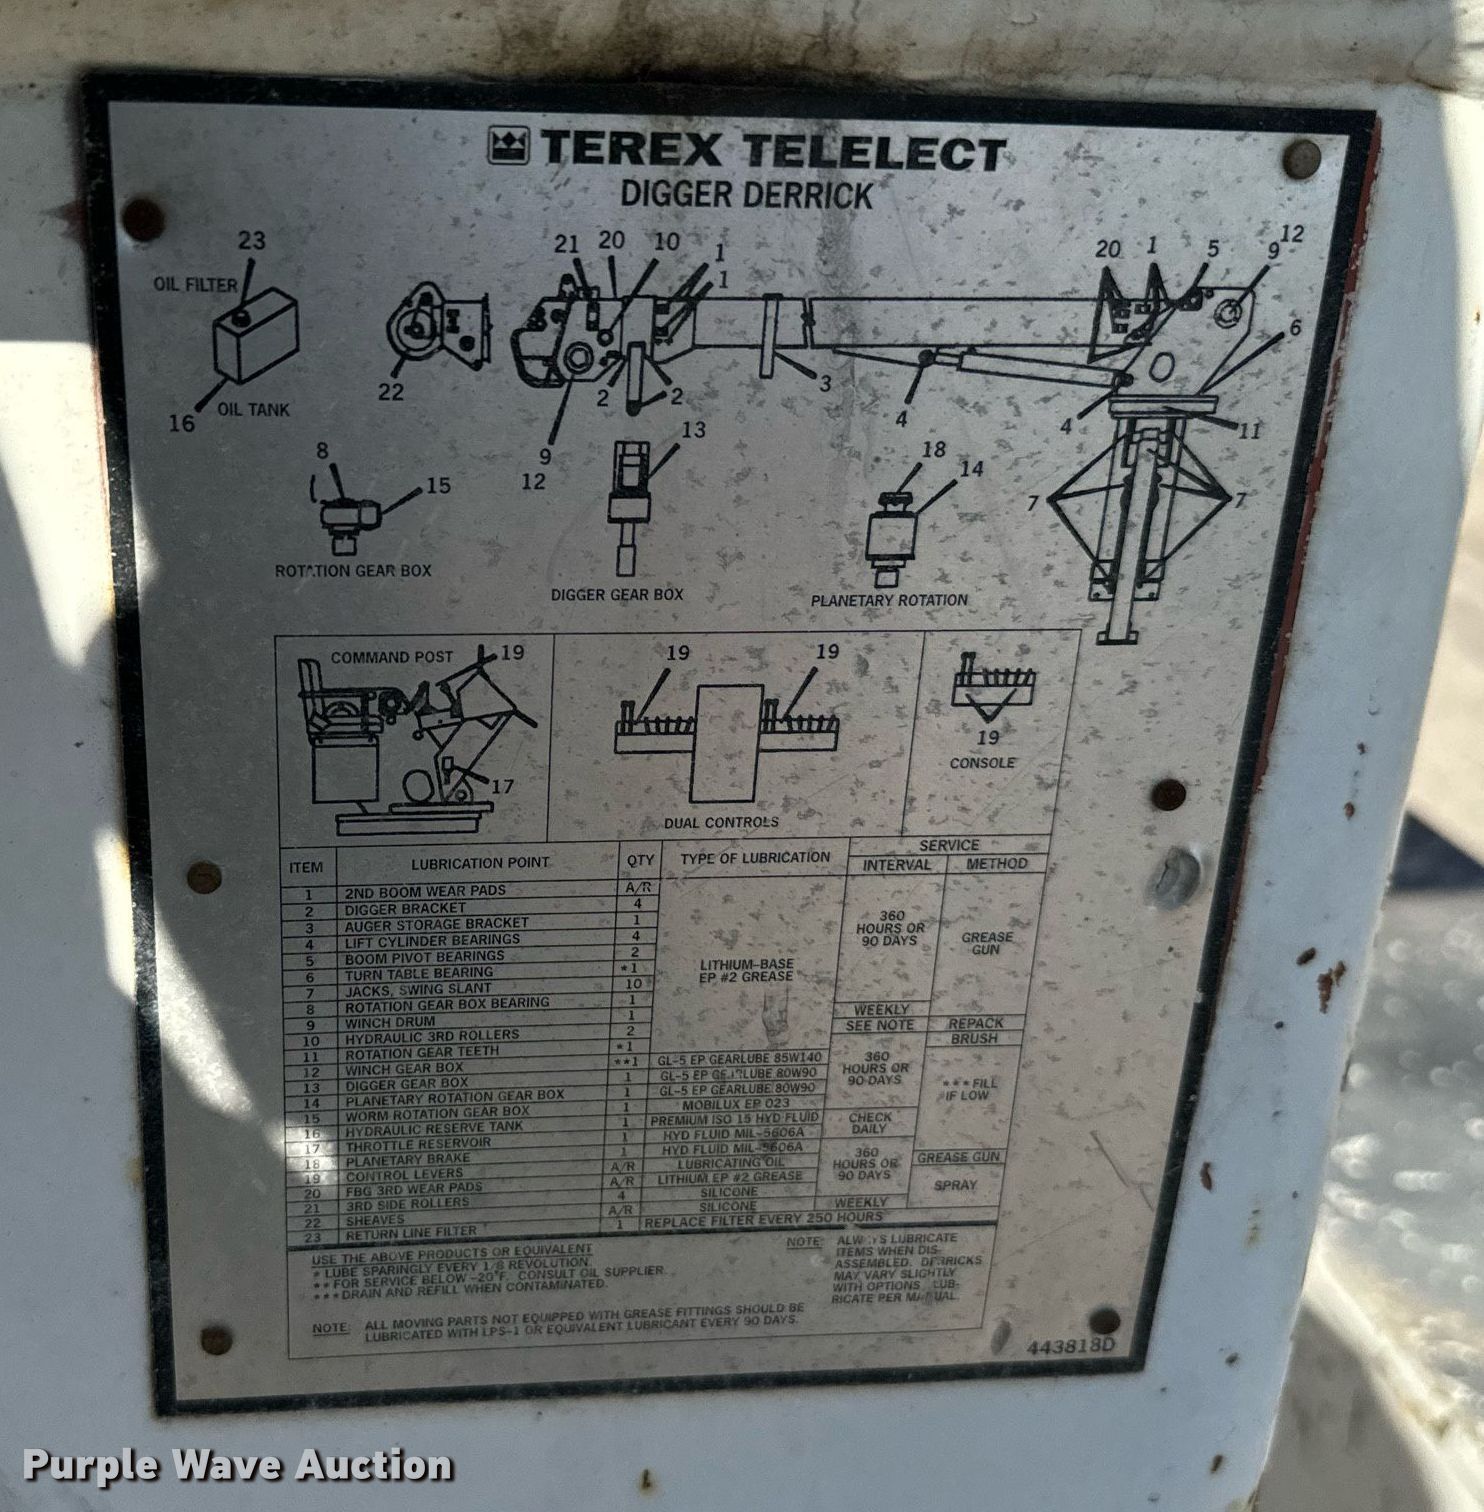 TEREX TELELECT
DIGGER DERRICK
23
21 20 10 1
1
20 1 5 9 12
OIL FILTER
6
22
16 OIL TANK
2 2 3 4 4 11
9
12
8 15
13
18 14
7 7
ROTATION GEAR BOX
DIGGER GEAR BOX
PLANETARY ROTATION
COMMAND POST 19
17
19 19
DUAL CONTROLS
19
CONSOLE
ITEM LUBRICATION POINT QTY TYPE OF LUBRICATION SERVICE
INTERVAL METHOD
1 2ND BOOM WEAR PADS A/R
2 DIGGER BRACKET 4
3 AUGER STORAGE BRACKET 1
4 LIFT CYLINDER BEARINGS 4
5 BOOM PIVOT BEARINGS 2
6 TURN TABLE BEARING *1
7 JACKS, SWING SLANT 10
8 ROTATION GEAR BOX BEARING 1
9 WINCH DRUM 1
10 HYDRAULIC 3RD ROLLERS 2
11 ROTATION GEAR TEETH *1
LITHIUM-BASE
EP #2 GREASE
360
HOURS OR
90 DAYS
GREASE
GUN
WEEKLY
SEE NOTE REPACK
BRUSH
12 WINCH GEAR BOX **1 GL-5 EP GEARLUBE 85W140
13 DIGGER GEAR BOX 1 GL-5 EP GEARLUBE 80W90
14 PLANETARY ROTATION GEAR BOX 1 GL-5 EP GEARLUBE 80W90
15 WORM ROTATION GEAR BOX 1 MOBILUX EP 023
16 HYDRAULIC RESERVE TANK 1 PREMIUM ISO 15 HYD FLUID
17 THROTTLE RESERVOIR 1 HYD FLUID MIL-5606A
18 PLANETARY BRAKE 1 HYD FLUID MIL-5606A
19 CONTROL LEVERS A/R LUBRICATING OIL
20 FBG 3RD WEAR PADS A/R LITHIUM EP #2 GREASE
21 3RD SIDE ROLLERS 4 SILICONE
22 SHEAVES A/R SILICONE
23 RETURN LINE FILTER 1 REPLACE FILTER EVERY 250 HOURS
360
HOURS OR
90 DAYS
***FILL
IF LOW
CHECK
DAILY
360
HOURS OR
90 DAYS
GREASE GUN
SPRAY
WEEKLY
USE THE ABOVE PRODUCTS OR EQUIVALENT
* LUBE SPARINGLY EVERY 1/8 REVOLUTION.
** FOR SERVICE BELOW -20°F, CONSULT OIL SUPPLIER.
*** DRAIN AND REFILL WHEN CONTAMINATED.
NOTE: ALWAYS LUBRICATE
ITEMS WHEN DIS-
ASSEMBLED. DERRICKS
MAY VARY SLIGHTLY
WITH OPTIONS. LUB-
RICATE PER MANUAL.
NOTE: ALL MOVING PARTS NOT EQUIPPED WITH GREASE FITTINGS SHOULD BE
LUBRICATED WITH LPS-1 OR EQUIVALENT LUBRICANT EVERY 90 DAYS.
443818D
Purple Wave Auction